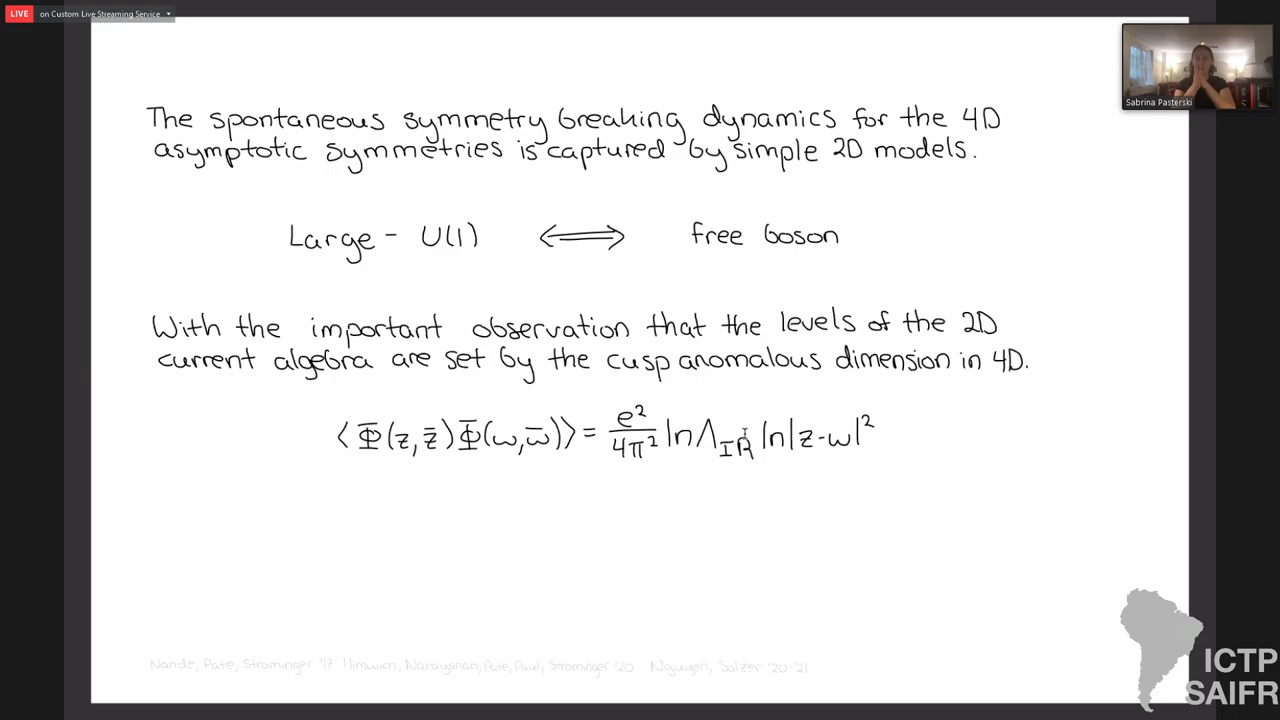 LIVE on Custom Live Streaming Service
Sabrina Pasterski
The spontaneous symmetry breaking dynamics for the 4D
asymptotic symmetries is captured by simple 2D models.
Large - U(1) ⟺ free boson
With the important observation that the levels of the 2D
current algebra are set by the cusp anomalous dimension in 4D.
⟨Φ(z,z̄)Φ(w,w̄)⟩ = e²/4π² ln Λ_IR ln|z-w|²
Nande, Pate, Strominger '17 Himwich, Narayanan, Pate, Paul, Strominger '20 Nguyen, Salzer '20-'21
ICTP
SAIFR